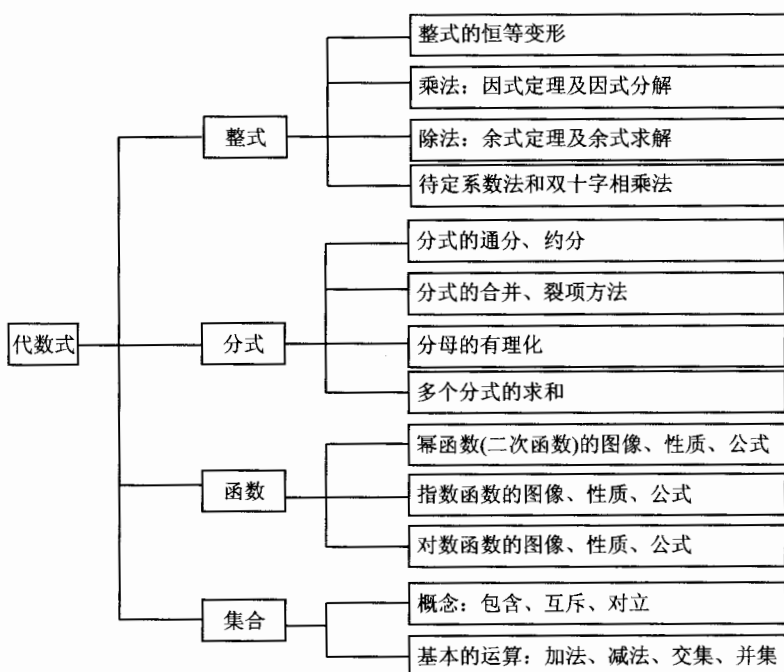 代数式
整式
整式的恒等变形
乘法：因式定理及因式分解
除法：余式定理及余式求解
待定系数法和双十字相乘法
分式
分式的通分、约分
分式的合并、裂项方法
分母的有理化
多个分式的求和
函数
幂函数(二次函数)的图像、性质、公式
指数函数的图像、性质、公式
对数函数的图像、性质、公式
集合
概念：包含、互斥、对立
基本的运算：加法、减法、交集、并集